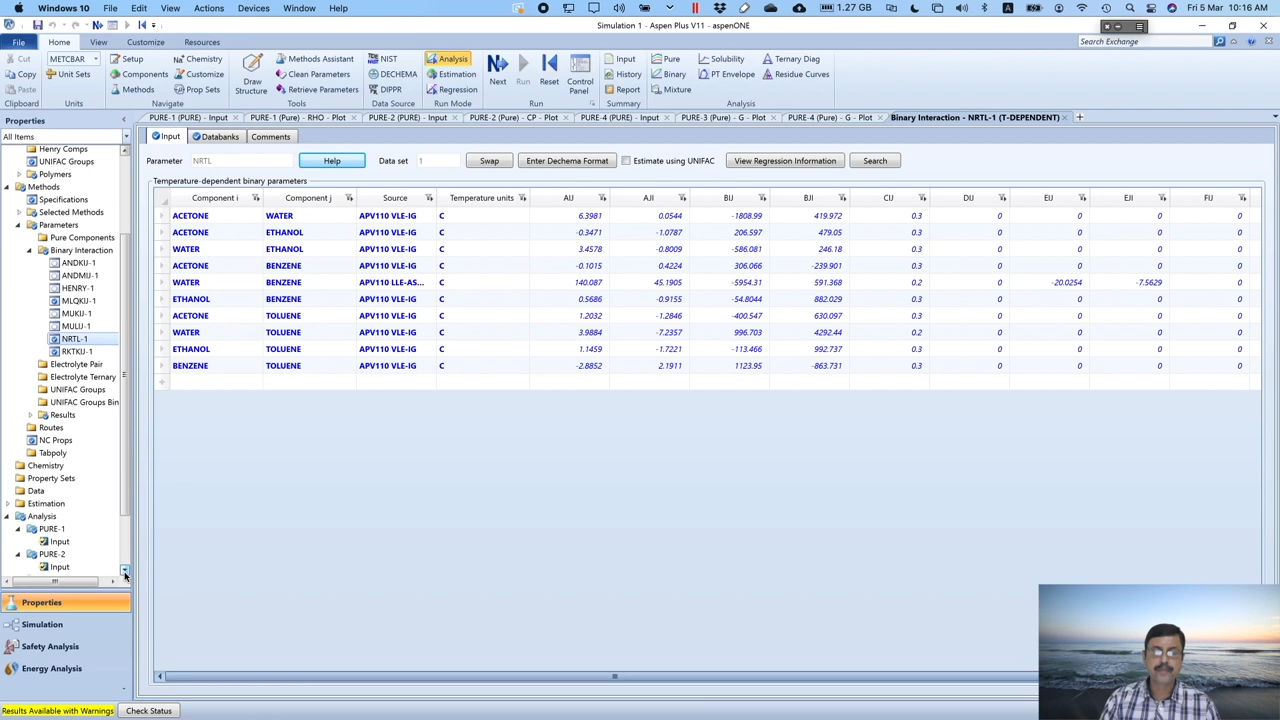 Windows 10 File Edit View Actions Devices Window Help 1.27 GB Fri 5 Mar 10:16 AM
Simulation 1 - Aspen Plus V11 - aspenONE
File Home View Customize Resources Search Exchange
Cut METCBAR Setup Chemistry Methods Assistant NIST Analysis Input Pure Solubility Ternary Diag
Copy Unit Sets Components Customize Clean Parameters DECHEMA Estimation History Binary PT Envelope Residue Curves
Paste Methods Prop Sets Draw Structure Retrieve Parameters DIPPR Regression Next Run Reset Control Panel Report Mixture
Clipboard Units Navigate Tools Data Source Run Mode Run Summary Analysis
Properties
PURE-1 (PURE) - Input PURE-1 (Pure) - RHO - Plot PURE-2 (PURE) - Input PURE-2 (Pure) - CP - Plot PURE-4 (PURE) - Input PURE-3 (Pure) - G - Plot PURE-4 (Pure) - G - Plot Binary Interaction - NRTL-1 (T-DEPENDENT)
All Items
Henry Comps
UNIFAC Groups
Polymers
Methods
Specifications
Selected Methods
Parameters
Pure Components
Binary Interaction
ANDKIJ-1
ANDMIJ-1
HENRY-1
MLQKIJ-1
MUKIJ-1
MULIJ-1
NRTL-1
RKTKIJ-1
Electrolyte Pair
Electrolyte Ternary
UNIFAC Groups
UNIFAC Groups Bin
Results
Routes
NC Props
Tabpoly
Chemistry
Property Sets
Data
Estimation
Analysis
PURE-1
Input
PURE-2
Input
Properties
Simulation
Safety Analysis
Energy Analysis
Input Databanks Comments
Parameter NRTL Help Data set 1 Swap Enter Dechema Format Estimate using UNIFAC View Regression Information Search
Temperature-dependent binary parameters
Component i Component j Source Temperature units AIJ AJI BIJ BJI CIJ DIJ EIJ EJI FIJ
ACETONE WATER APV110 VLE-IG C 6.3981 0.0544 -1808.99 419.972 0.3 0 0 0 0
ACETONE ETHANOL APV110 VLE-IG C -0.3471 -1.0787 206.597 479.05 0.3 0 0 0 0
WATER ETHANOL APV110 VLE-IG C 3.4578 -0.8009 -586.081 246.18 0.3 0 0 0 0
ACETONE BENZENE APV110 VLE-IG C -0.1015 0.4224 306.066 -239.901 0.3 0 0 0 0
WATER BENZENE APV110 LLE-AS... C 140.087 45.1905 -5954.31 591.368 0.2 0 -20.0254 -7.5629 0
ETHANOL BENZENE APV110 VLE-IG C 0.5686 -0.9155 -54.8044 882.029 0.3 0 0 0 0
ACETONE TOLUENE APV110 VLE-IG C 1.2032 -1.2846 -400.547 630.097 0.3 0 0 0 0
WATER TOLUENE APV110 VLE-IG C 3.9884 -7.2357 996.703 4292.44 0.2 0 0 0 0
ETHANOL TOLUENE APV110 VLE-IG C 1.1459 -1.7221 -113.466 992.737 0.3 0 0 0 0
BENZENE TOLUENE APV110 VLE-IG C -2.8852 2.1911 1123.95 -863.731 0.3 0 0 0 0
Results Available with Warnings Check Status